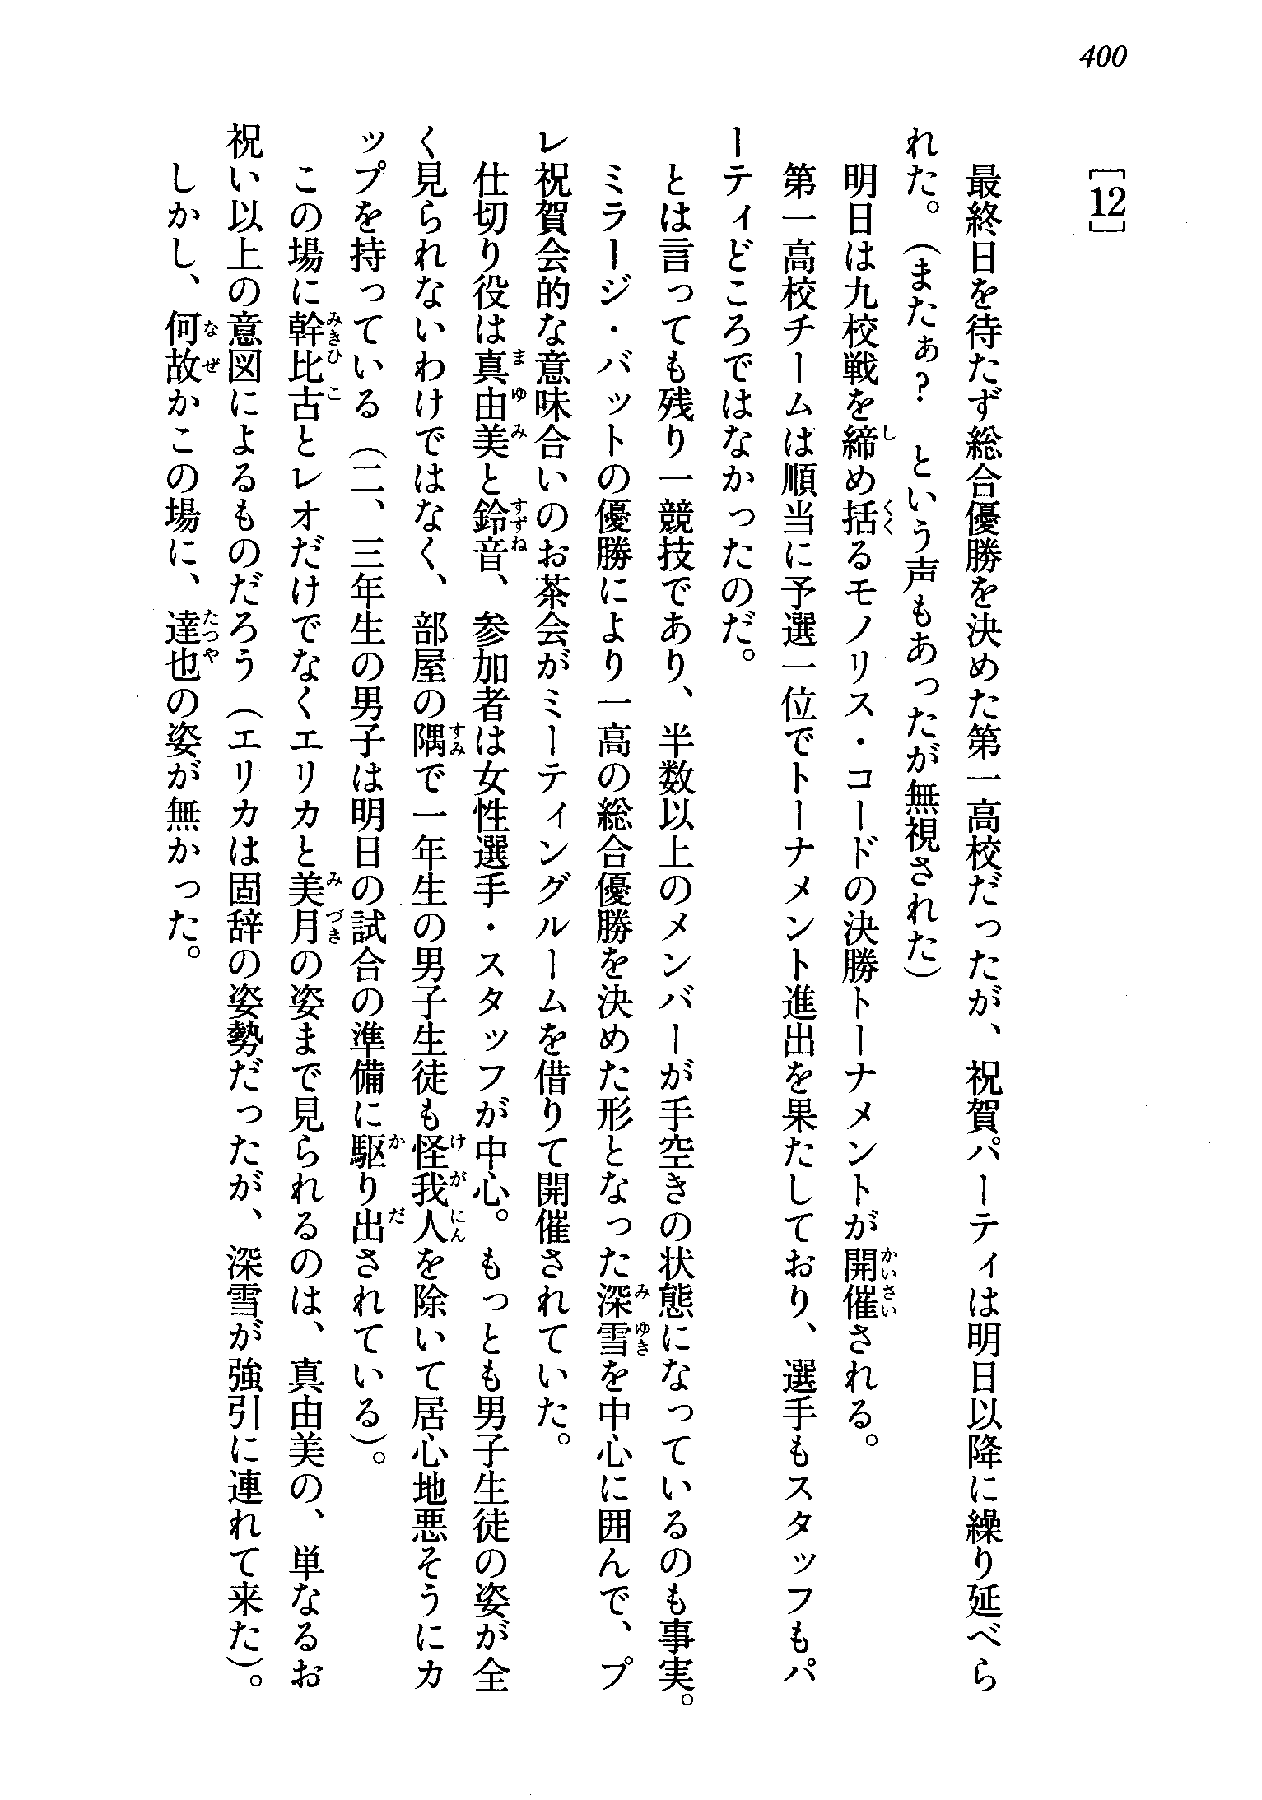 400
［12］
最終日を待たず総合優勝を決めた第一高校だったが、祝賀パーティは明日以降に繰り延べら
れた。（またぁ？　という声もあったが無視された）
明日は九校戦を締め括るモノリス・コードの決勝トーナメントが開催される。
第一高校チームは順当に予選一位でトーナメント進出を果たしており、選手もスタッフもパ
ーティどころではなかったのだ。
とは言っても残り一競技であり、半数以上のメンバーが手空きの状態になっているのも事実。
ミラージ・バットの優勝により一高の総合優勝を決めた形となった深雪を中心に囲んで、プ
レ祝賀会的な意味合いのお茶会がミーティングルームを借りて開催されていた。
仕切り役は真由美と鈴音、参加者は女性選手・スタッフが中心。もっとも男子生徒の姿が全
く見られないわけではなく、部屋の隅で一年生の男子生徒も怪我人を除いて居心地悪そうにカ
ップを持っている（二、三年生の男子は明日の試合の準備に駆り出されている）。
この場に幹比古とレオだけでなくエリカと美月の姿まで見られるのは、真由美の、単なるお
祝い以上の意図によるものだろう（エリカは固辞の姿勢だったが、深雪が強引に連れて来た）。
しかし、何故かこの場に、達也の姿が無かった。